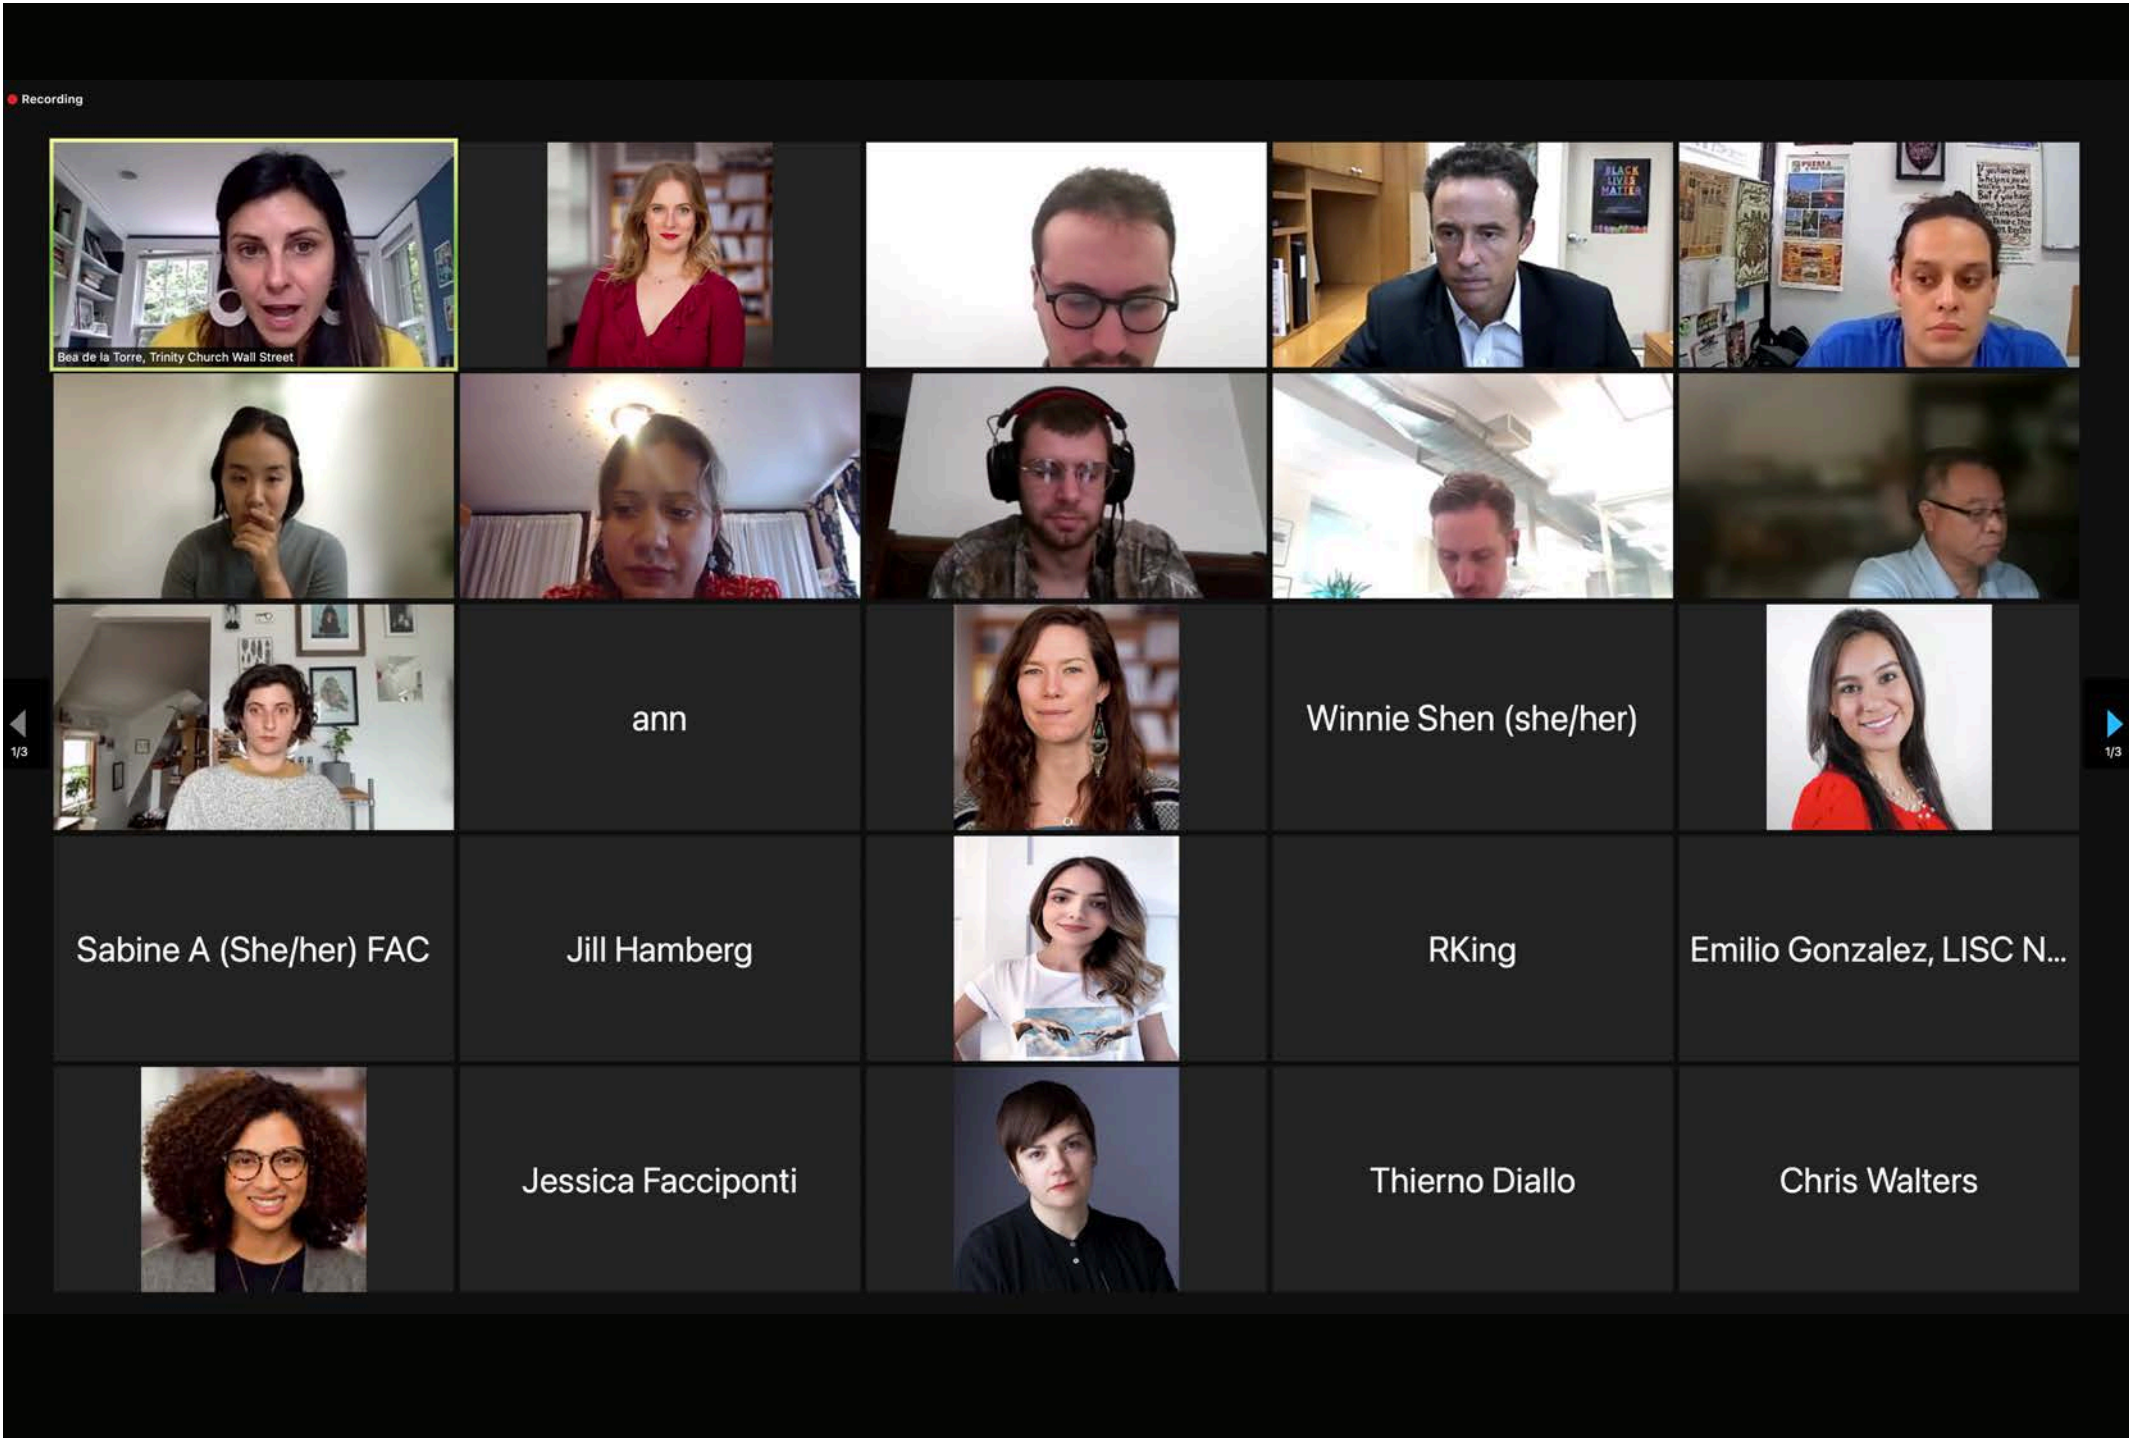 Recording
BLACK
LIVES
MATTER
PUEBLA
Bea de la Torre, Trinity Church Wall Street
ann
Winnie Shen (she/her)
1/3
1/3
Sabine A (She/her) FAC
Jill Hamberg
RKing
Emilio Gonzalez, LISC N...
Jessica Facciponti
Thierno Diallo
Chris Walters